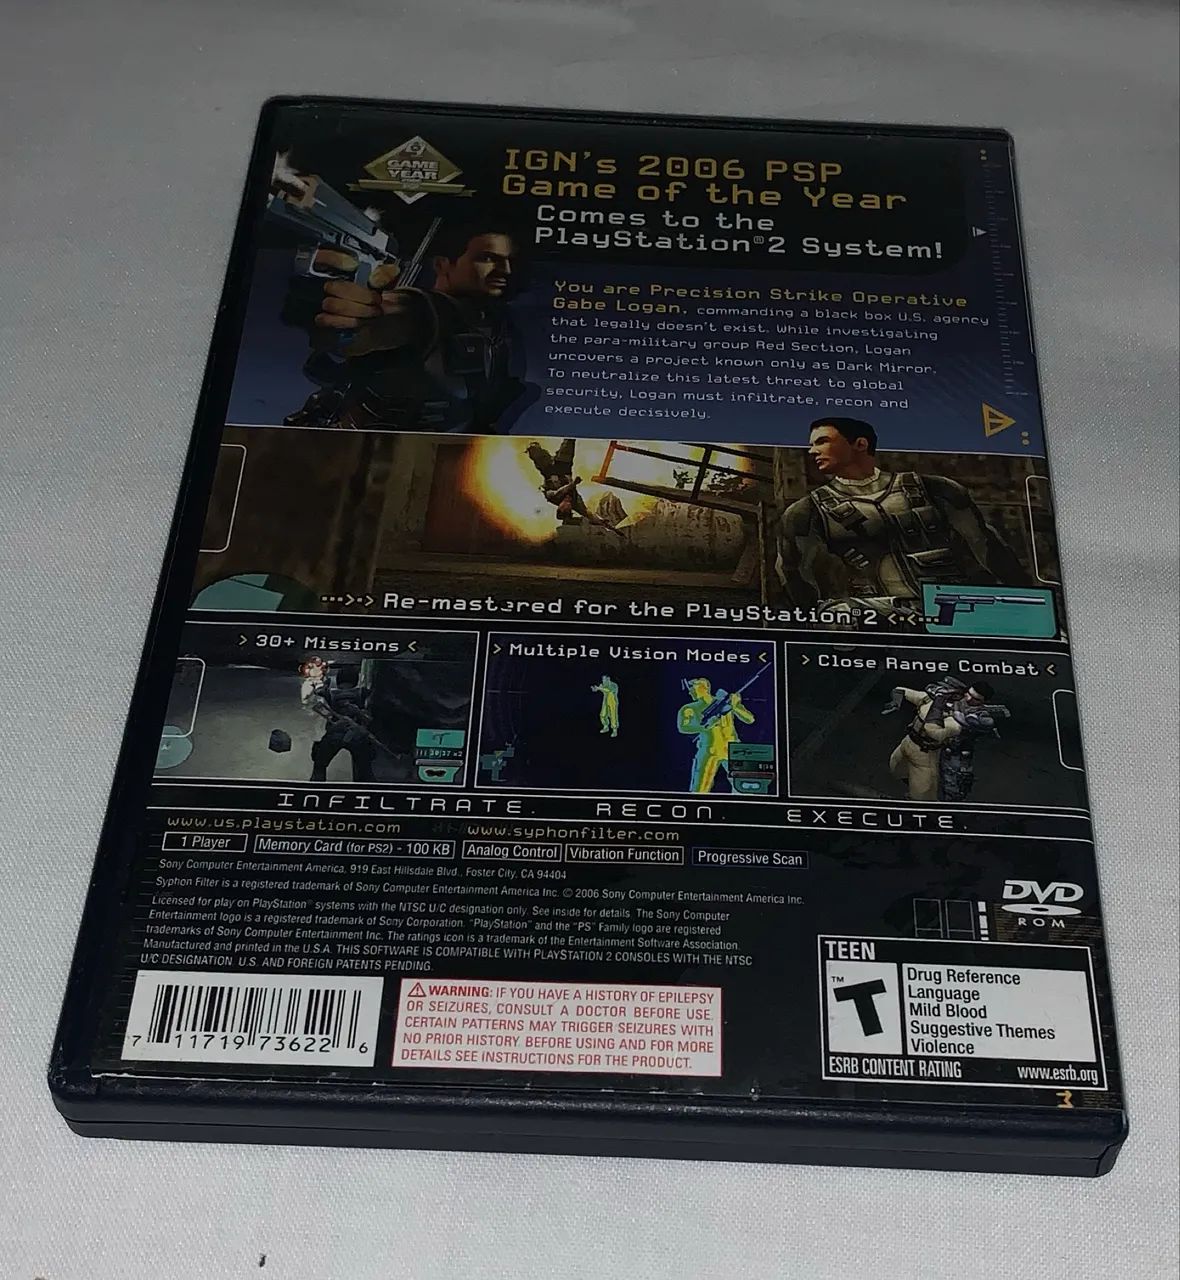 GAME
YEAR
IGN's 2006 PSP
Game of the Year
Comes to the
PlayStation®2 System!
You are Precision Strike Operative
Gabe Logan, commanding a black box U.S. agency
that legally doesn't exist. While investigating
the para-military group Red Section, Logan
uncovers a project known only as Dark Mirror.
To neutralize this latest threat to global
security, Logan must infiltrate, recon and
execute decisively.
Re-mastered for the PlayStation®2
> 30+ Missions <
> Multiple Vision Modes <
> Close Range Combat <
INFILTRATE. RECON. EXECUTE.
www.us.playstation.com www.syphonfilter.com
1 Player Memory Card (for PS2) - 100 KB Analog Control Vibration Function Progressive Scan
Sony Computer Entertainment America, 919 East Hillsdale Blvd., Foster City, CA 94404
Syphon Filter is a registered trademark of Sony Computer Entertainment America Inc. © 2006 Sony Computer Entertainment America Inc.
Licensed for play on PlayStation® systems with the NTSC U/C designation only. See inside for details. The Sony Computer
Entertainment logo is a registered trademark of Sony Corporation. "PlayStation" and the "PS" Family logo are registered
trademarks of Sony Computer Entertainment Inc. The ratings icon is a trademark of the Entertainment Software Association.
Manufactured and printed in the U.S.A. THIS SOFTWARE IS COMPATIBLE WITH PLAYSTATION 2 CONSOLES WITH THE NTSC
U/C DESIGNATION. U.S. AND FOREIGN PATENTS PENDING.
DVD
ROM
7 11719 73622 6
WARNING: IF YOU HAVE A HISTORY OF EPILEPSY
OR SEIZURES, CONSULT A DOCTOR BEFORE USE.
CERTAIN PATTERNS MAY TRIGGER SEIZURES WITH
NO PRIOR HISTORY. BEFORE USING AND FOR MORE
DETAILS SEE INSTRUCTIONS FOR THE PRODUCT.
TEEN
T
TM
Drug Reference
Language
Mild Blood
Suggestive Themes
Violence
ESRB CONTENT RATING www.esrb.org